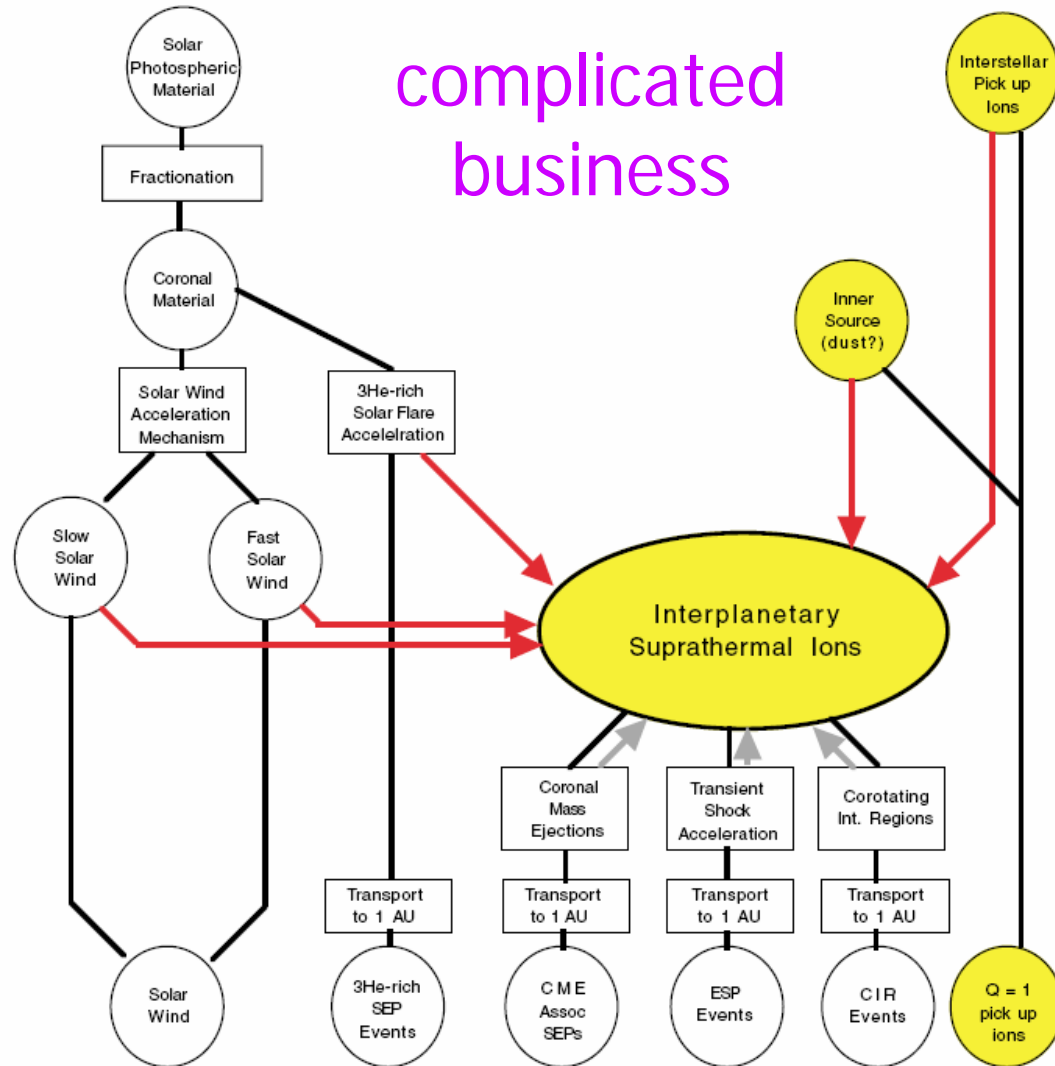 complicated
business
Solar
Photospheric
Material
Interstellar
Pick up
Ions
Fractionation
Coronal
Material
Inner
Source
(dust?)
Solar Wind
Acceleration
Mechanism
3He-rich
Solar Flare
Accelelration
Slow
Solar
Wind
Fast
Solar
Wind
Interplanetary
Suprathermal Ions
Coronal
Mass
Ejections
Transient
Shock
Acceleration
Corotating
Int. Regions
Transport
to 1 AU
Transport
to 1 AU
Transport
to 1 AU
Transport
to 1 AU
Solar
Wind
3He-rich
SEP
Events
CME
Assoc
SEPs
ESP
Events
CIR
Events
Q = 1
pick up
ions